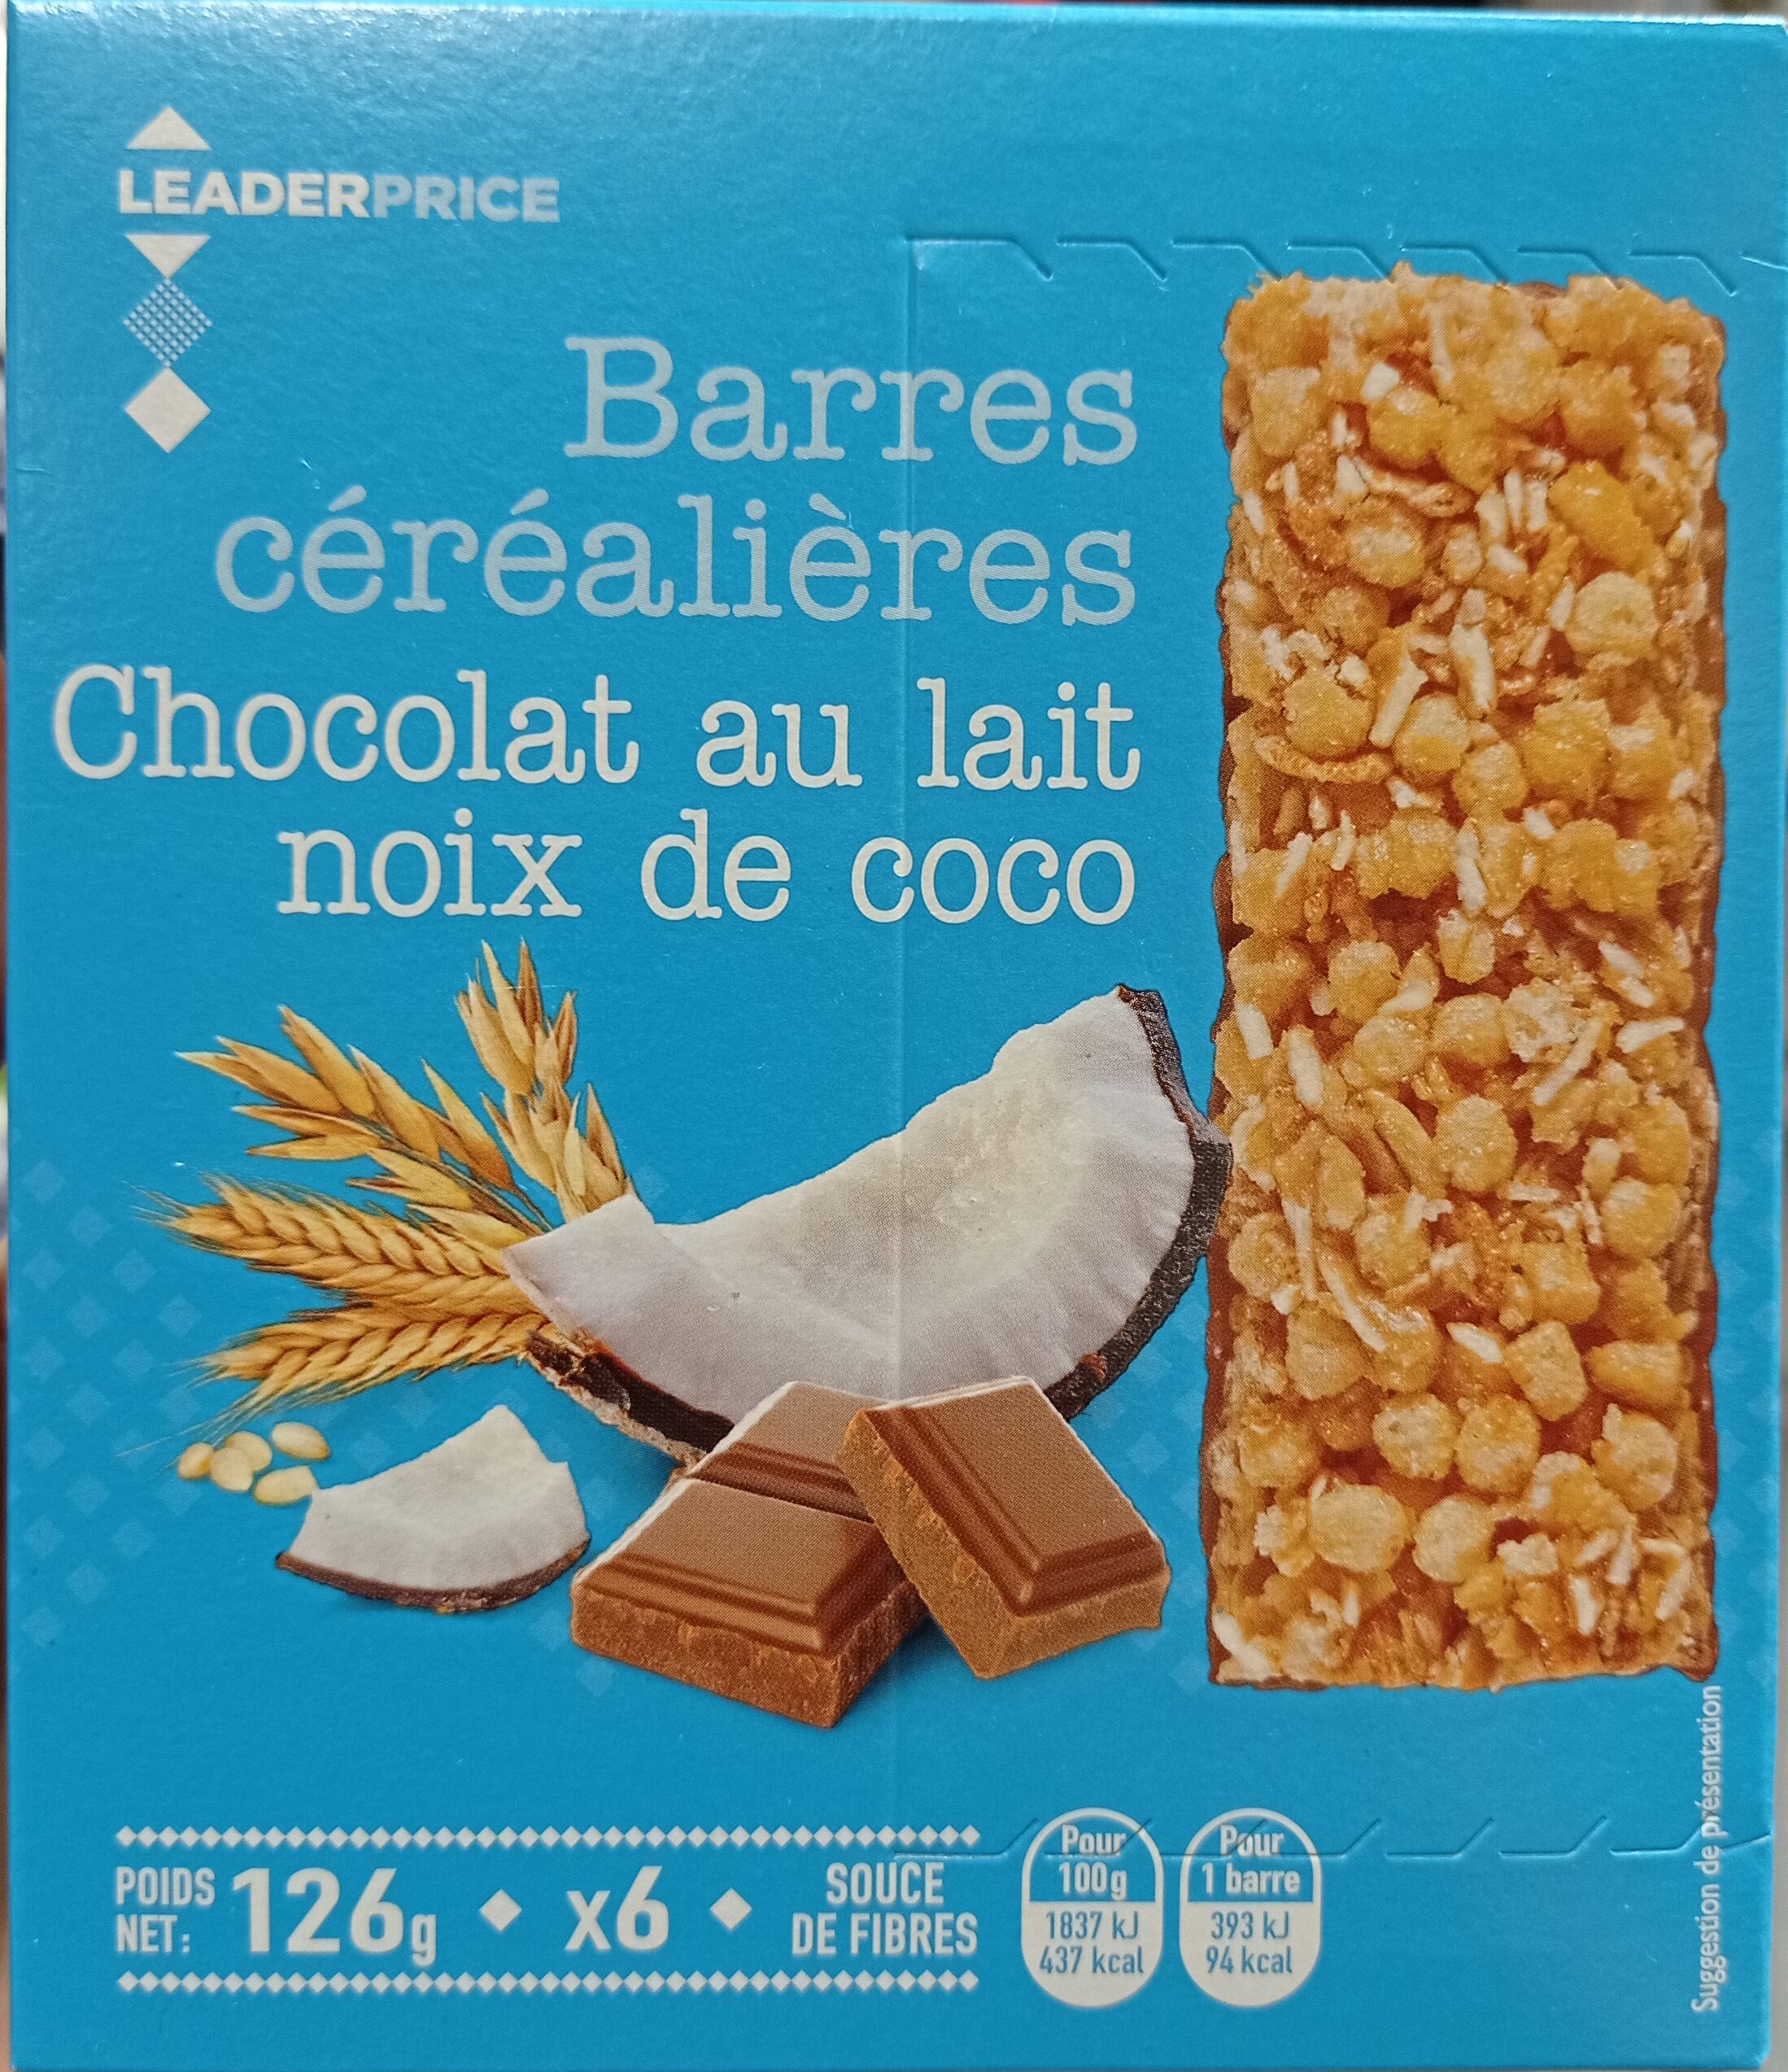 LEADERPRICE
Barres
céréalières
Chocolat au lait
noix de coco
POIDS
NET: 126g ◆ x6 ◆ SOUCE
DE FIBRES
Pour
100g
1837 kJ
437 kcal
Pour
1 barre
393 kJ
94 kcal
Suggestion de présentation